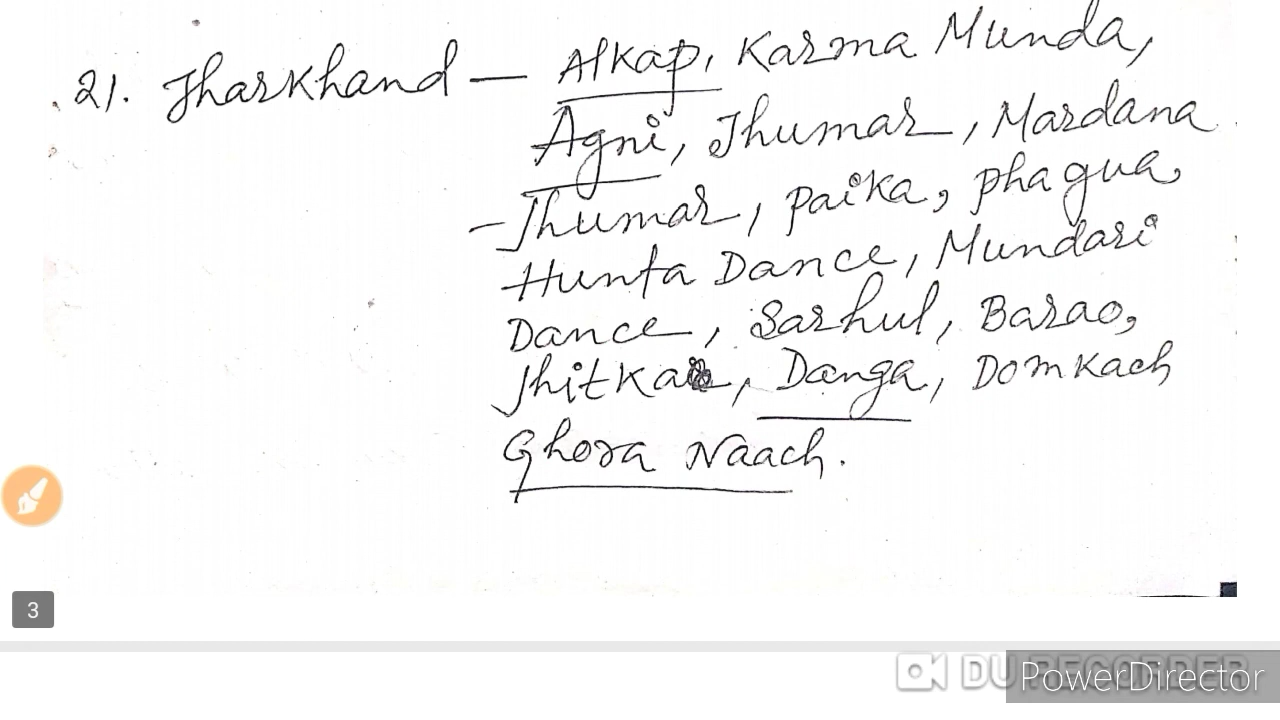 21. Jharkhand — Alkap, Karma Munda,
Agni, Jhumar, Mardana
-Jhumar, Paika, phagua,
Hunta Dance, Mundari
Dance, Sarhul, Barao,
Jhitka, Danga, Domkach
Ghora Naach.
3
DU RECORDER
PowerDirector